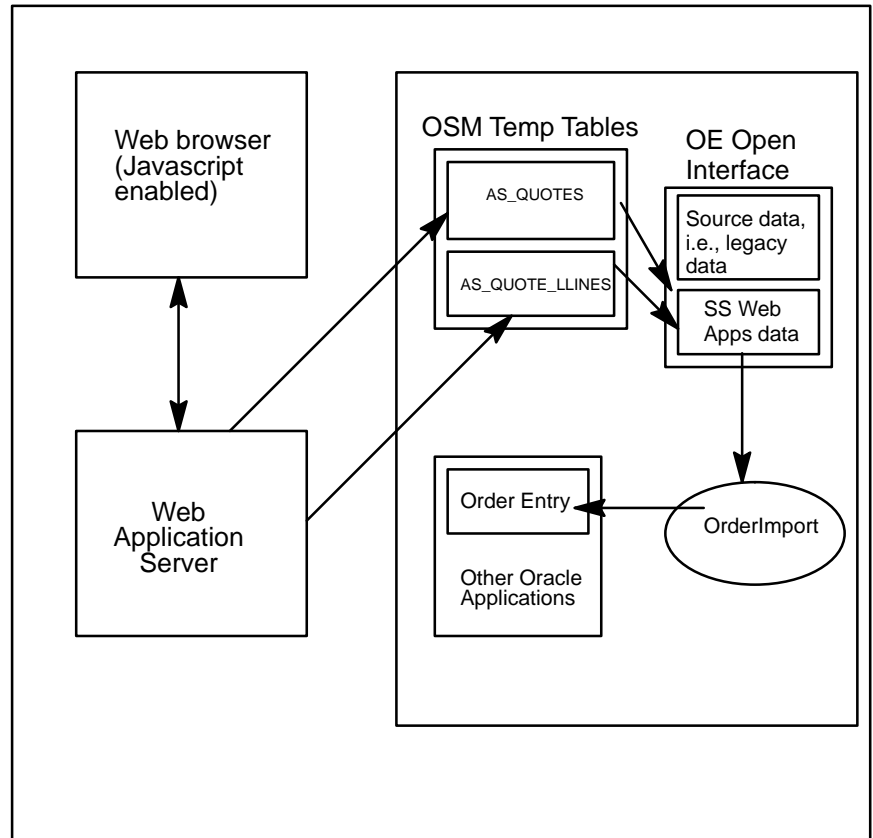 Web browser
(Javascript
enabled)
OSM Temp Tables
OE Open
Interface
AS_QUOTES
AS_QUOTE_LLINES
Source data,
i.e., legacy
data
SS Web
Apps data
Web
Application
Server
Order Entry
Other Oracle
Applications
OrderImport